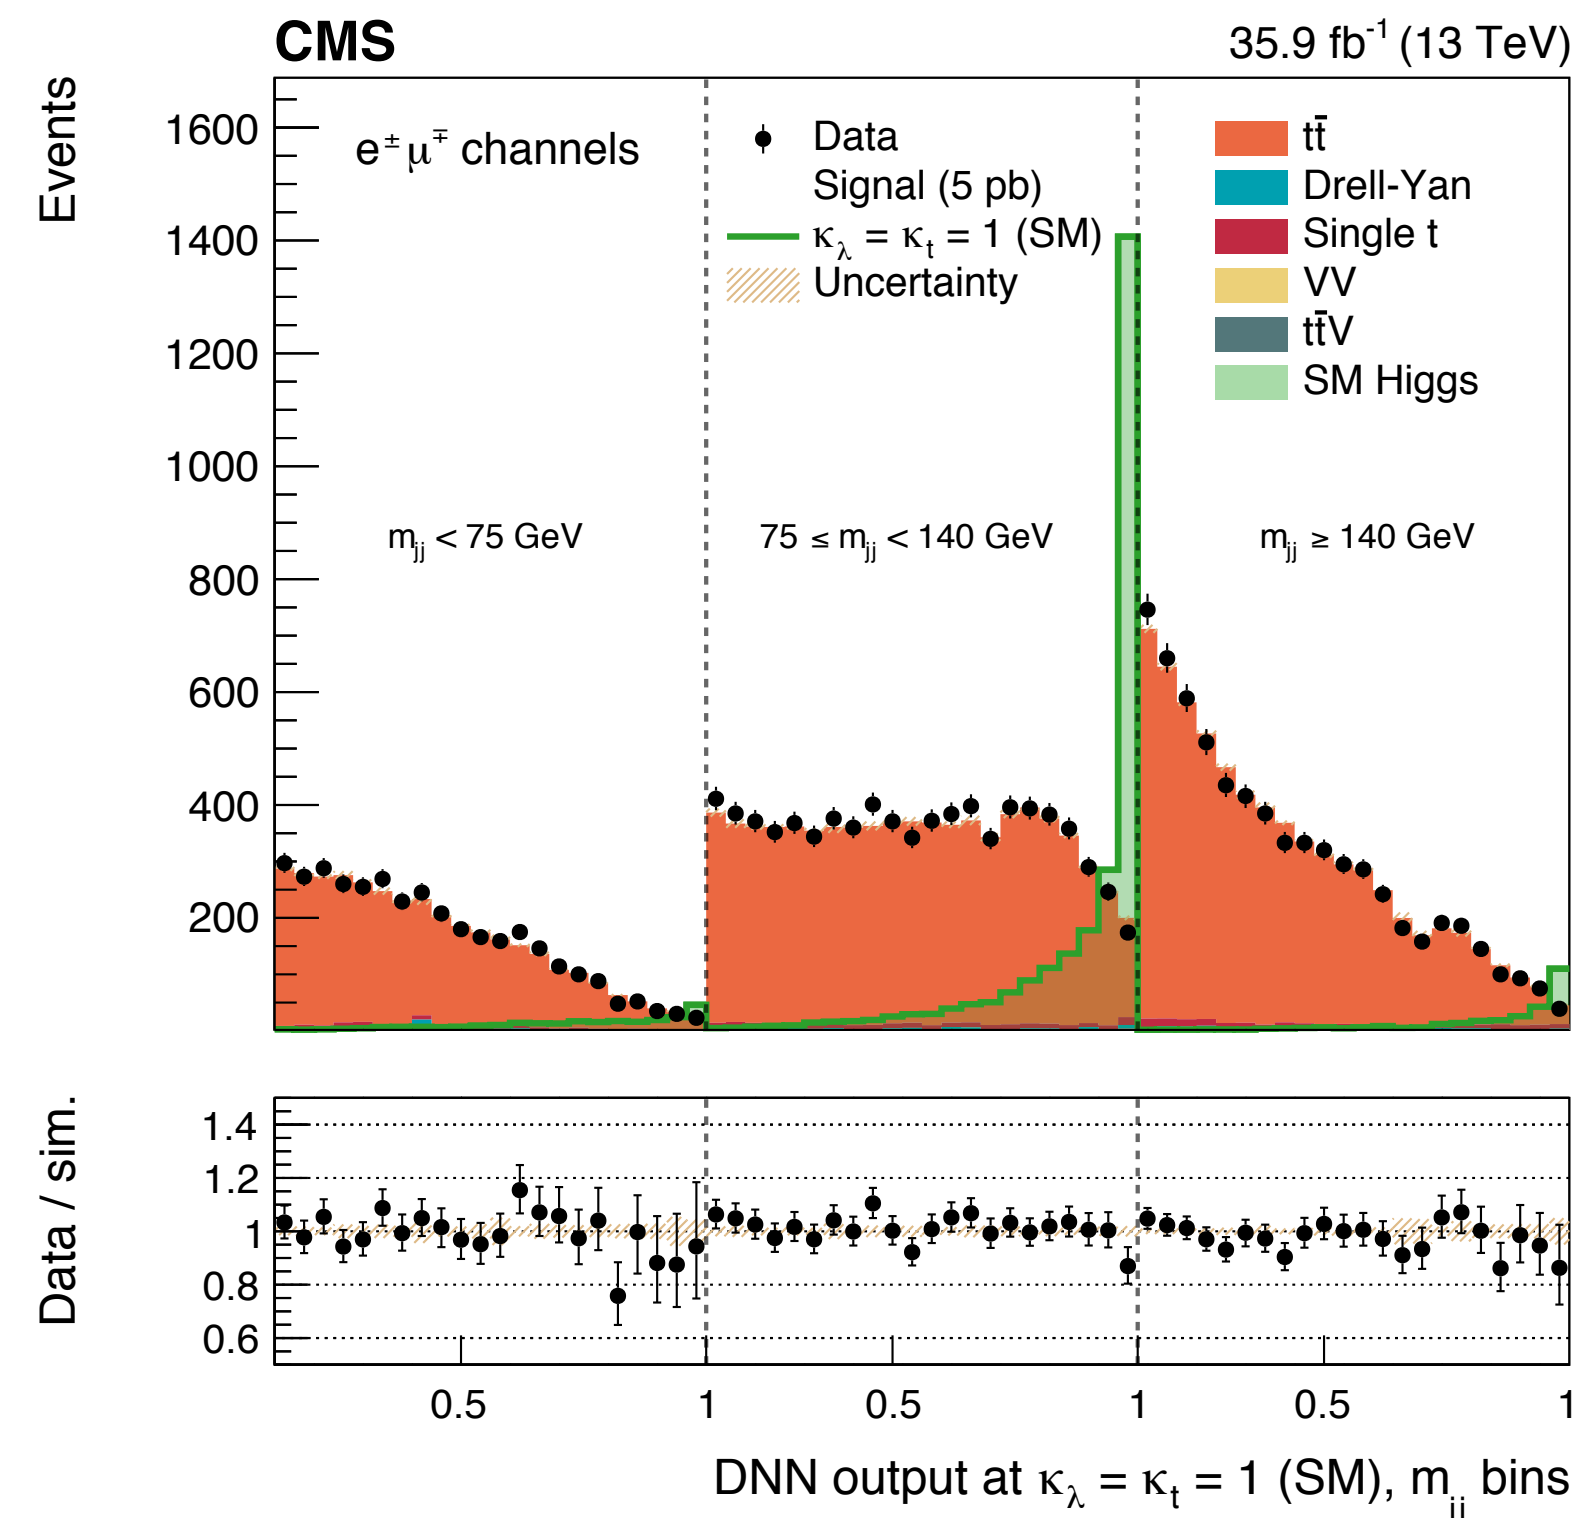 CMS 35.9 fb⁻¹ (13 TeV)
Events
1600
1400
1200
1000
800
600
400
200
e±μ∓ channels
Data
Signal (5 pb)
κλ = κt = 1 (SM)
Uncertainty
tt̄
Drell-Yan
Single t
VV
tt̄V
SM Higgs
mjj < 75 GeV
75 ≤ mjj < 140 GeV
mjj ≥ 140 GeV
Data / sim.
1.4
1.2
1
0.8
0.6
0.5 1 0.5 1 0.5 1
DNN output at κλ = κt = 1 (SM), mjj bins